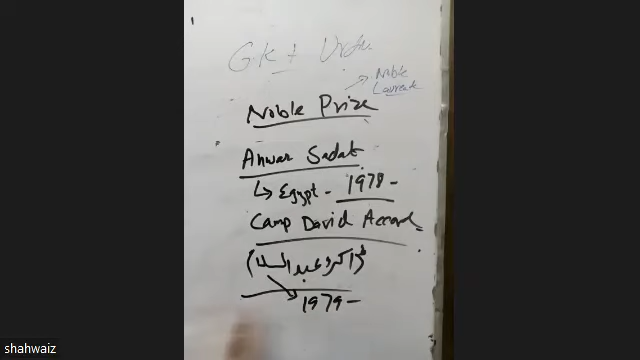 G.K + Urdu
Noble
Laureate
Noble Prize
Anwar Sadat
↳ Egypt - 1978 -
Camp David Accord
(ڈاکٹر عبدالسلام)
1979 -
shahwaiz